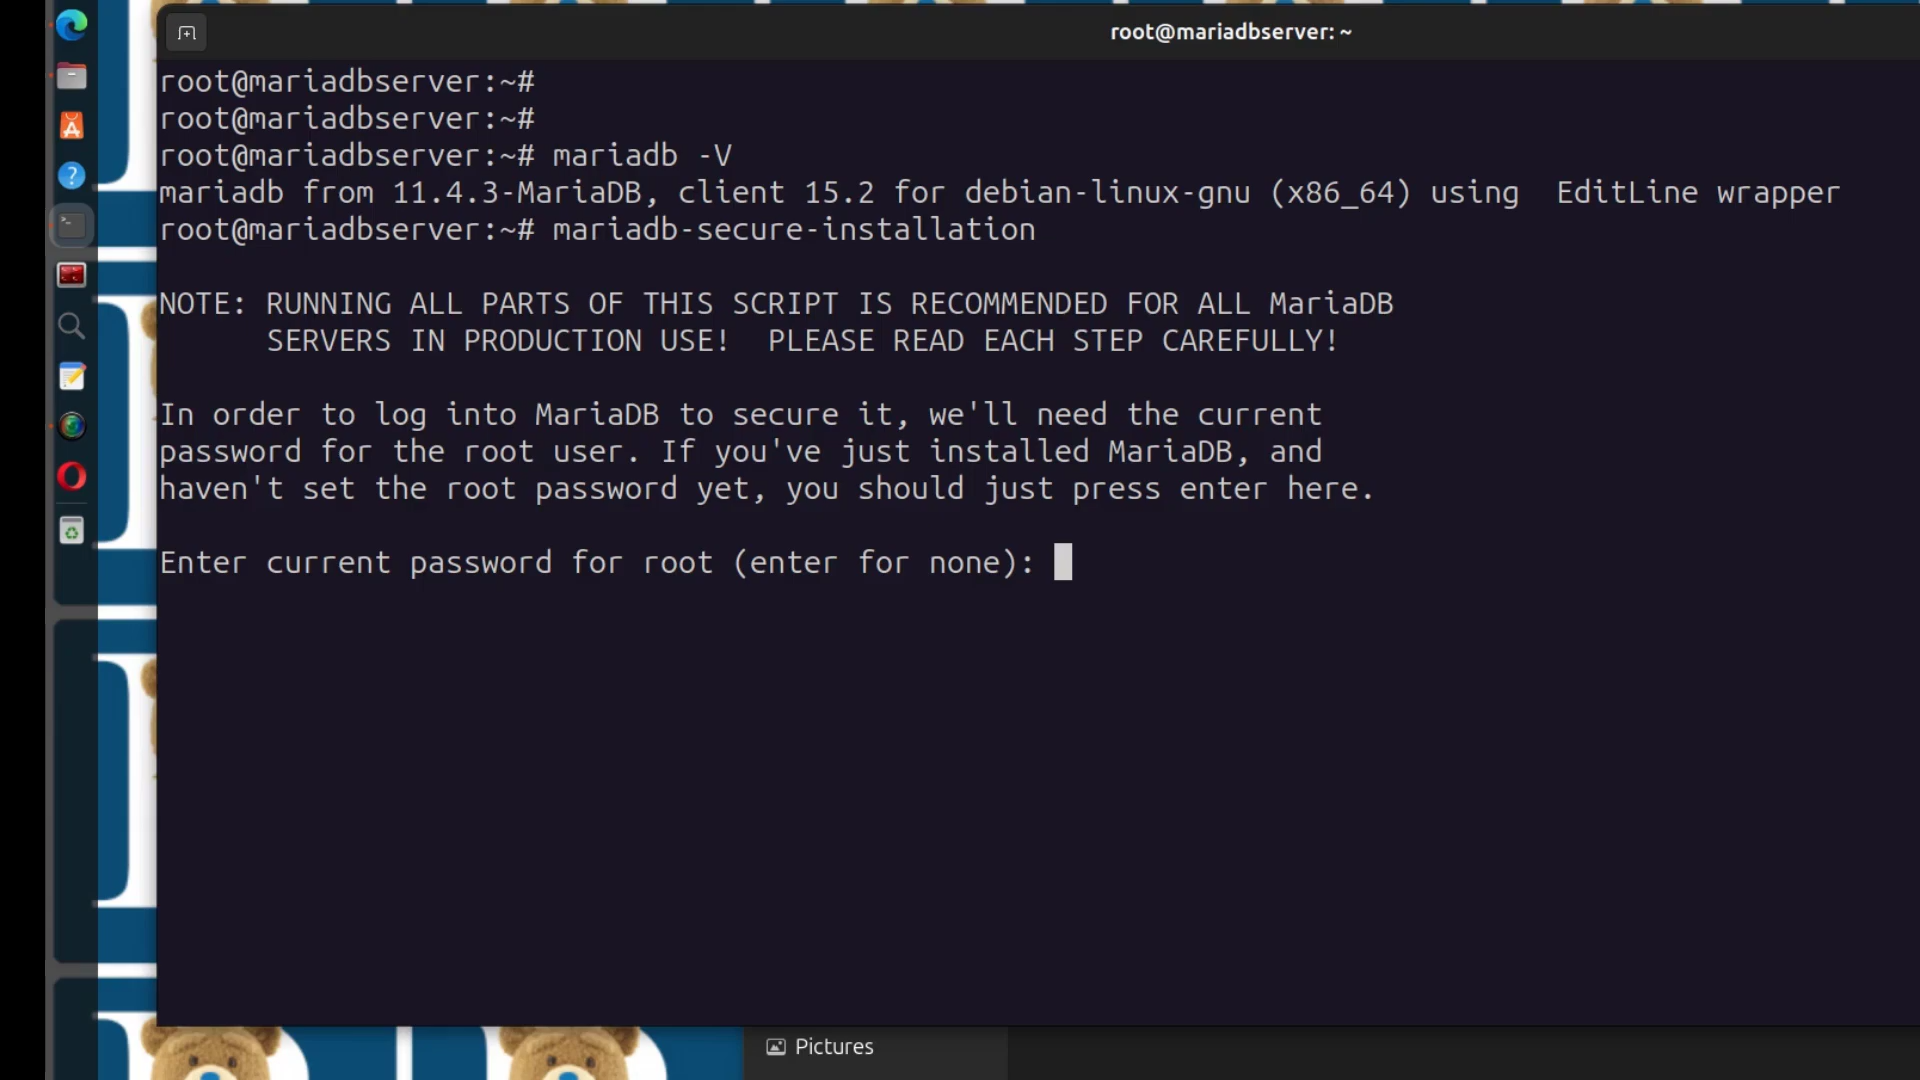 root@mariadbserver: ~
root@mariadbserver:~#
root@mariadbserver:~#
root@mariadbserver:~# mariadb -V
mariadb from 11.4.3-MariaDB, client 15.2 for debian-linux-gnu (x86_64) using  EditLine wrapper
root@mariadbserver:~# mariadb-secure-installation
NOTE: RUNNING ALL PARTS OF THIS SCRIPT IS RECOMMENDED FOR ALL MariaDB
SERVERS IN PRODUCTION USE!  PLEASE READ EACH STEP CAREFULLY!
In order to log into MariaDB to secure it, we'll need the current
password for the root user. If you've just installed MariaDB, and
haven't set the root password yet, you should just press enter here.
Enter current password for root (enter for none):
Pictures